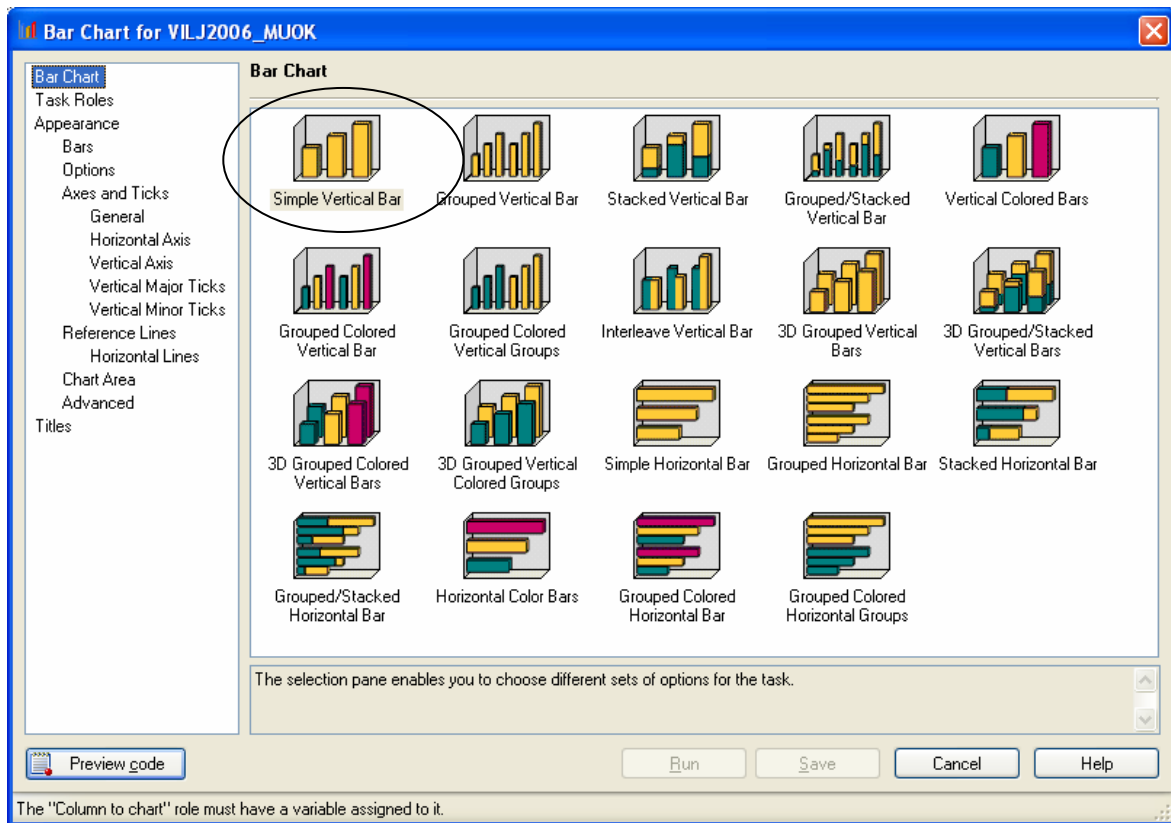 Bar Chart for VILJ2006_MUOK
Bar Chart
Task Roles
Appearance
Bars
Options
Axes and Ticks
General
Horizontal Axis
Vertical Axis
Vertical Major Ticks
Vertical Minor Ticks
Reference Lines
Horizontal Lines
Chart Area
Advanced
Titles
Bar Chart
Simple Vertical Bar
Grouped Vertical Bar
Stacked Vertical Bar
Grouped/Stacked
Vertical Bar
Vertical Colored Bars
Grouped Colored
Vertical Bar
Grouped Colored
Vertical Groups
Interleave Vertical Bar
3D Grouped Vertical
Bars
3D Grouped/Stacked
Vertical Bars
3D Grouped Colored
Vertical Bars
3D Grouped Vertical
Colored Groups
Simple Horizontal Bar
Grouped Horizontal Bar
Stacked Horizontal Bar
Grouped/Stacked
Horizontal Bar
Horizontal Color Bars
Grouped Colored
Horizontal Bar
Grouped Colored
Horizontal Groups
The selection pane enables you to choose different sets of options for the task.
Preview code
Run
Save
Cancel
Help
The "Column to chart" role must have a variable assigned to it.